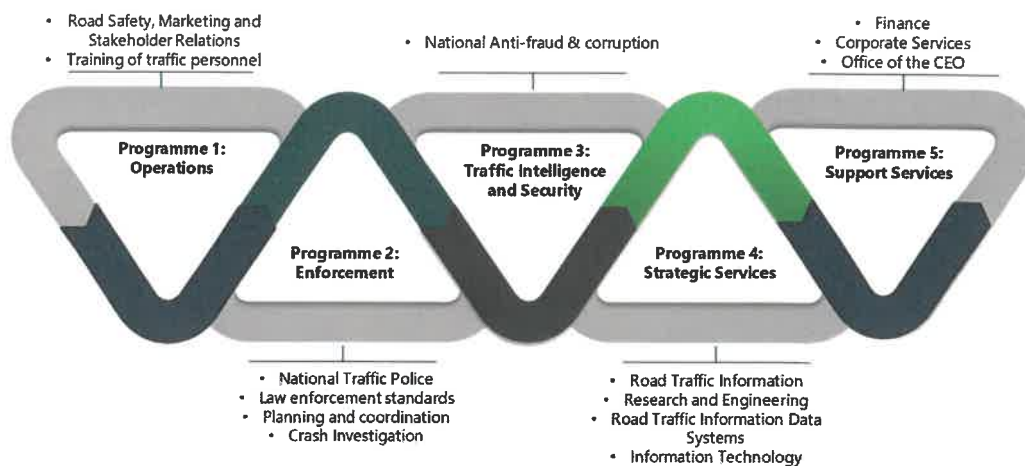 • Road Safety, Marketing and
Stakeholder Relations
• Training of traffic personnel
• National Anti-fraud & corruption
• Finance
• Corporate Services
• Office of the CEO
Programme 1:
Operations
Programme 2:
Enforcement
Programme 3:
Traffic Intelligence
and Security
Programme 4:
Strategic Services
Programme 5:
Support Services
• National Traffic Police
• Law enforcement standards
• Planning and coordination
• Crash Investigation
• Road Traffic Information
• Research and Engineering
• Road Traffic Information Data
Systems
• Information Technology